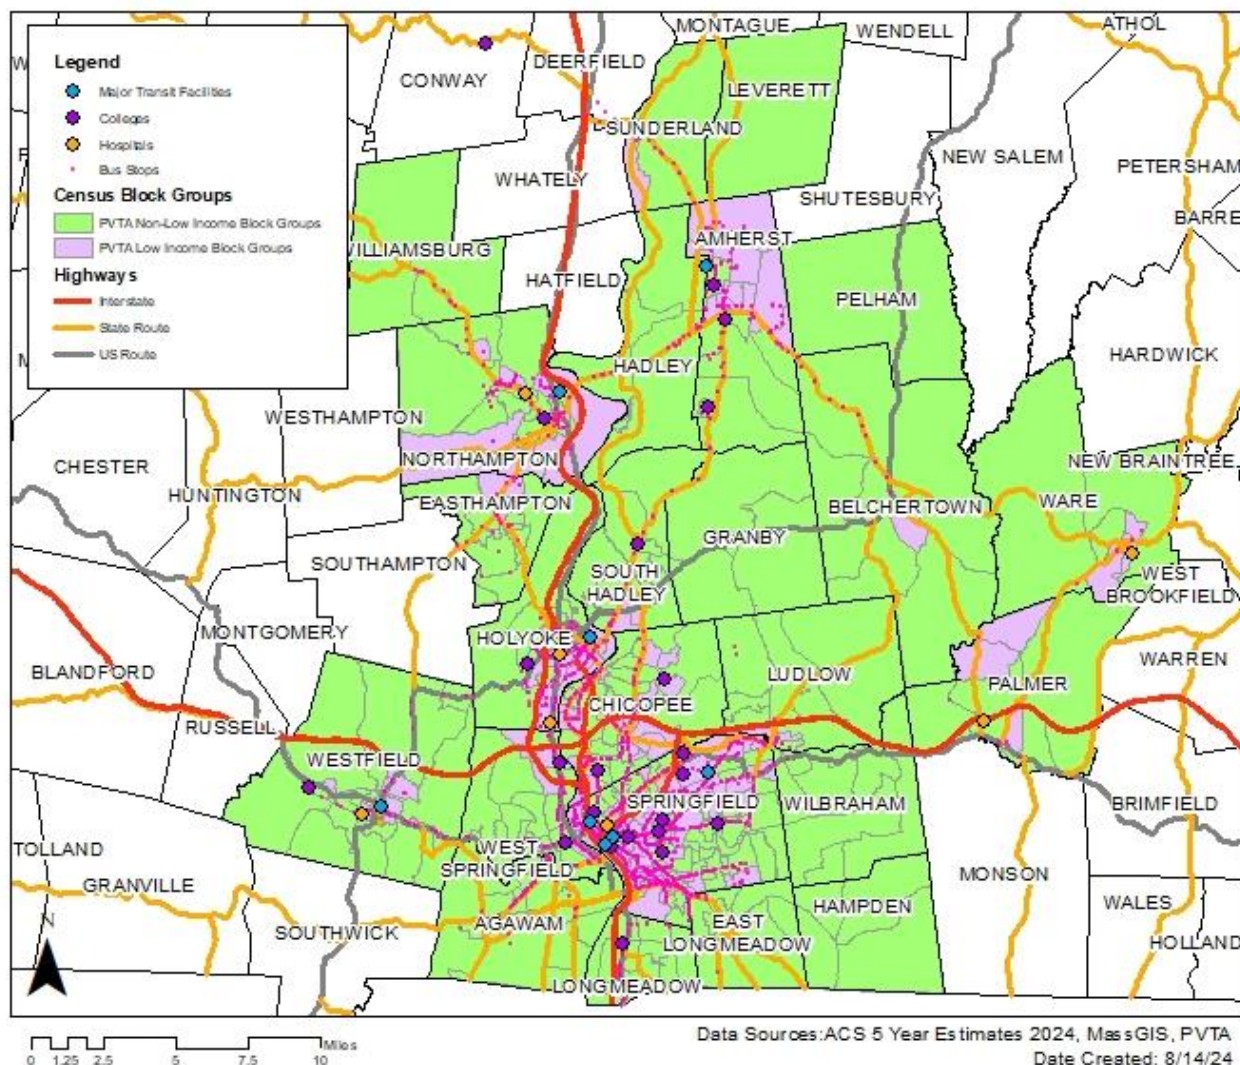 Legend
Major Transit Facilities
Colleges
Hospitals
Bus Stops
Census Block Groups
PVTA Non-Low Income Block Groups
PVTA Low Income Block Groups
Highways
Interstate
State Route
US Route
MONTAGUE
WENDELL
ATHOL
DEERFIELD
CONWAY
LEVERETT
SUNDERLAND
NEW SALEM
PETERSHAM
WHATELY
SHUTESBURY
BARRE
AMHERST
WILLIAMSBURG
HATFIELD
PELHAM
HARDWICK
HADLEY
WESTHAMPTON
NORTHAMPTON
CHESTER
NEW BRAINTREE
HUNTINGTON
EASTHAMPTON
BELCHERTOWN
WARE
GRANBY
SOUTHAMPTON
SOUTH
HADLEY
WEST
BROOKFIELD
MONTGOMERY
HOLYOKE
BLANDFORD
LUDLOW
WARREN
PALMER
CHICOPEE
RUSSELL
WESTFIELD
SPRINGFIELD
WILBRAHAM
BRIMFIELD
TOLLAND
WEST
SPRINGFIELD
GRANVILLE
MONSON
WALES
HAMPDEN
AGAWAM
EAST
LONGMEADOW
SOUTHWICK
HOLLAND
LONGMEADOW
N
Miles
0 1.25 2.5 5 7.5 10
Data Sources:ACS 5 Year Estimates 2024, MassGIS, PVTA
Date Created: 8/14/24